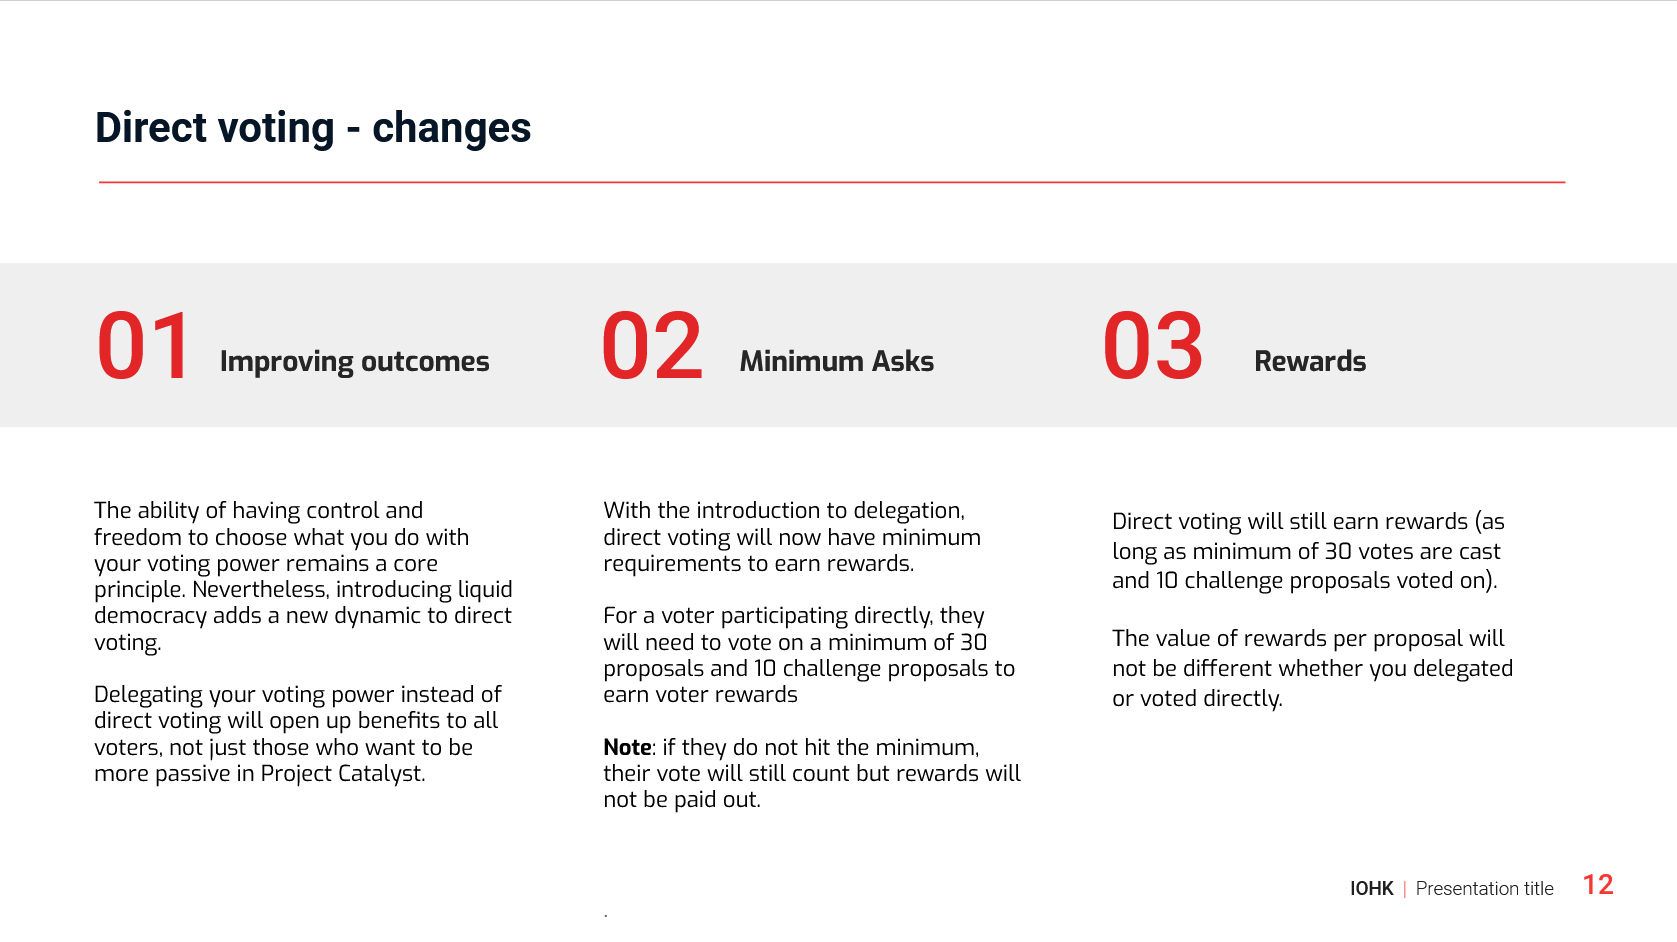 Direct voting - changes
01 Improving outcomes
02 Minimum Asks
03 Rewards
The ability of having control and
freedom to choose what you do with
your voting power remains a core
principle. Nevertheless, introducing liquid
democracy adds a new dynamic to direct
voting.
Delegating your voting power instead of
direct voting will open up benefits to all
voters, not just those who want to be
more passive in Project Catalyst.
With the introduction to delegation,
direct voting will now have minimum
requirements to earn rewards.
For a voter participating directly, they
will need to vote on a minimum of 30
proposals and 10 challenge proposals to
earn voter rewards
Note: if they do not hit the minimum,
their vote will still count but rewards will
not be paid out.
.
Direct voting will still earn rewards (as
long as minimum of 30 votes are cast
and 10 challenge proposals voted on).
The value of rewards per proposal will
not be different whether you delegated
or voted directly.
IOHK | Presentation title 12